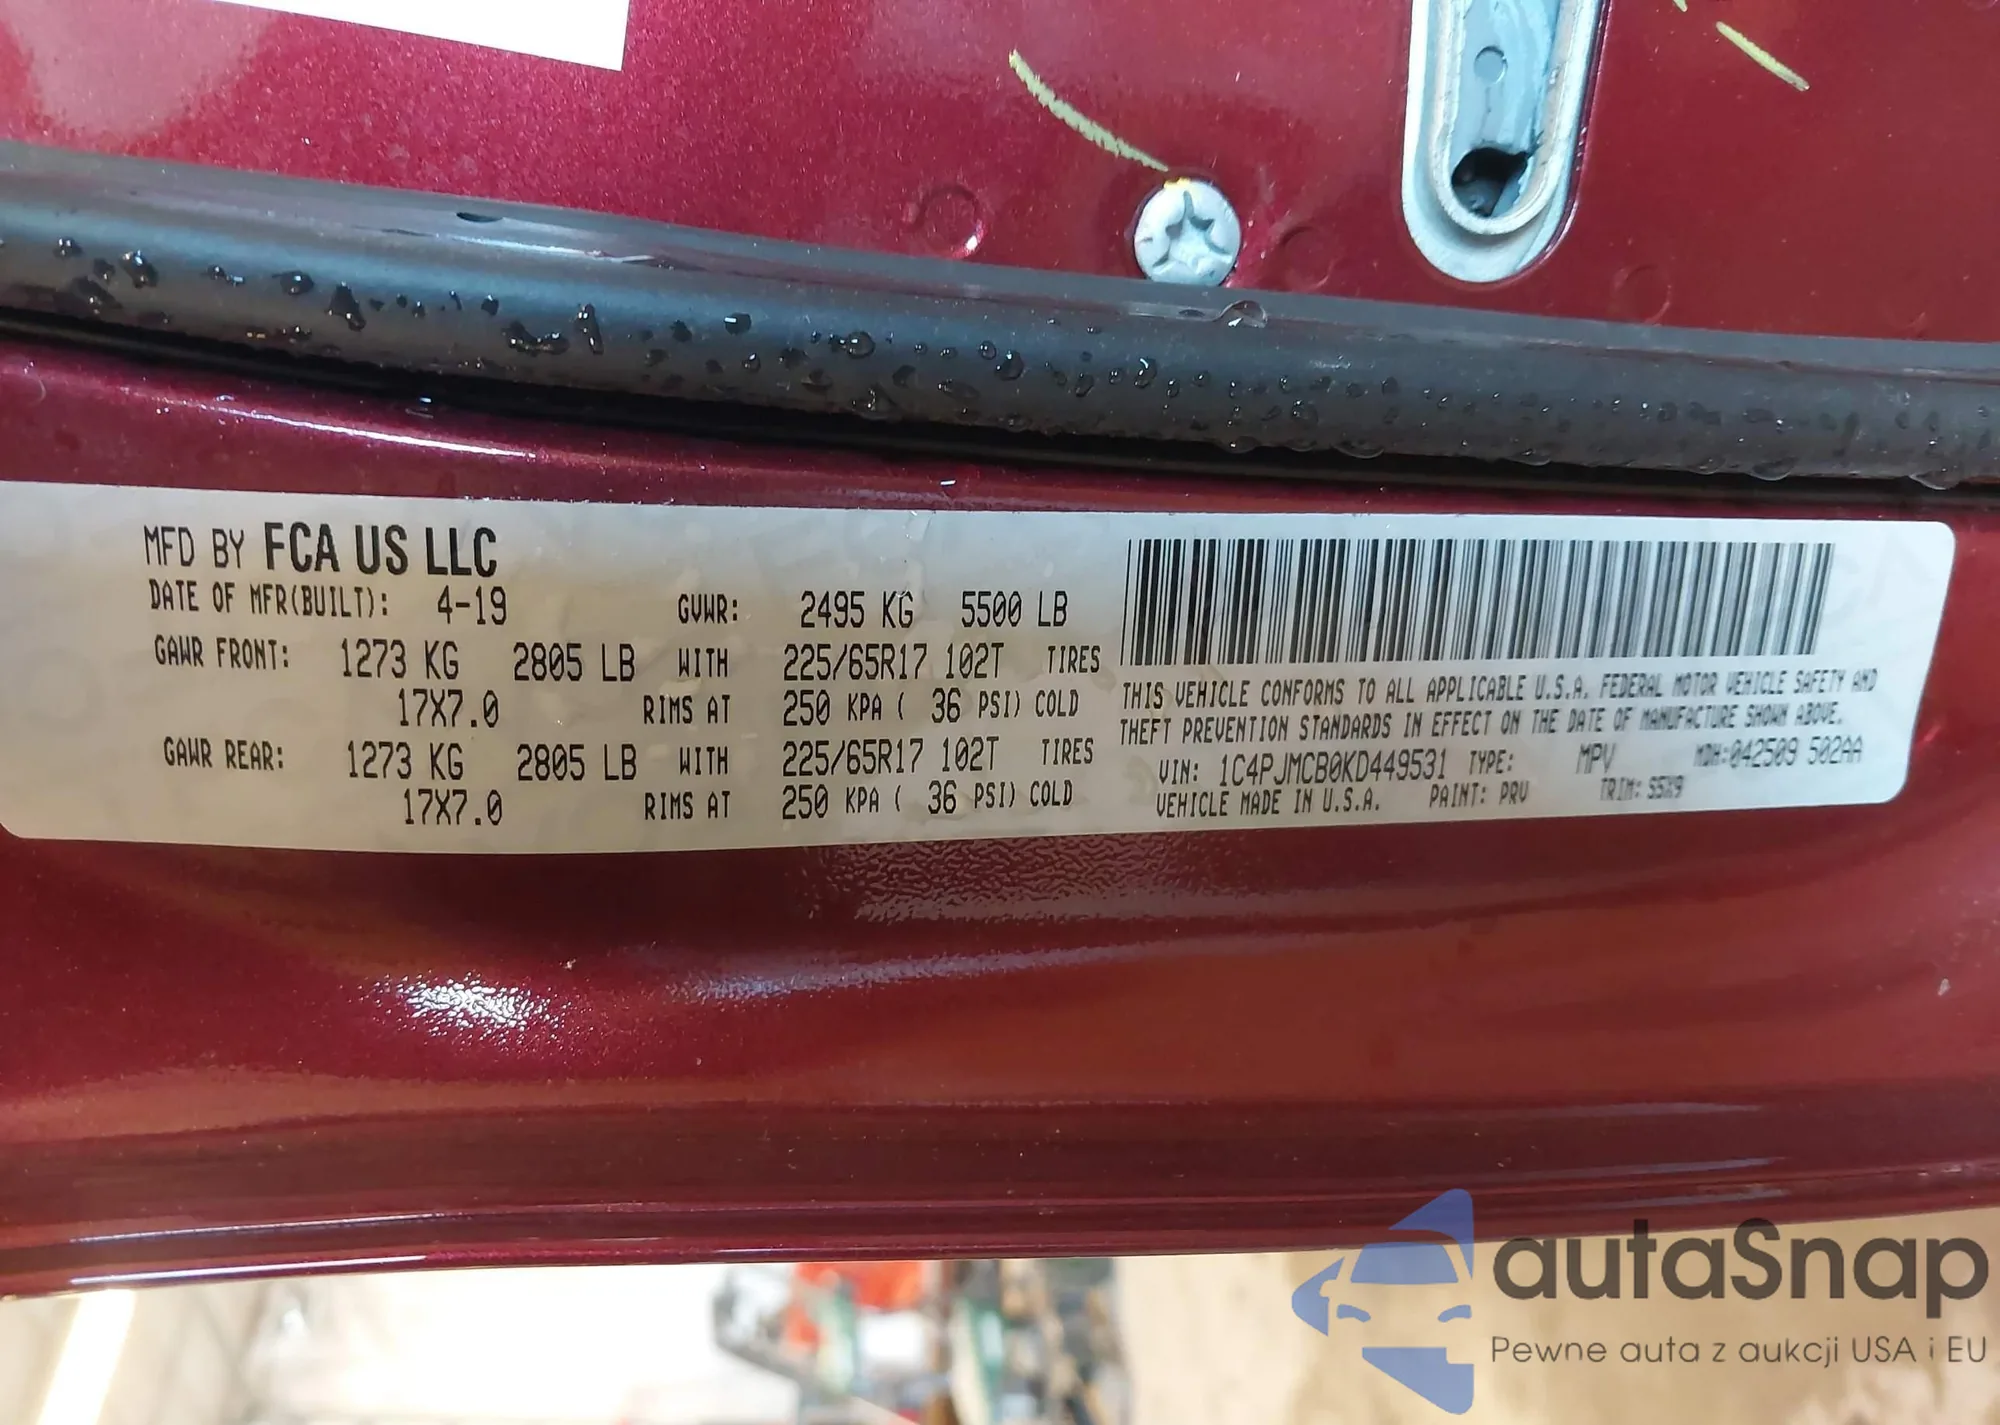 MFD BY FCA US LLC
DATE OF MFR(BUILT): 4-19 GVWR: 2495 KG 5500 LB
GAWR FRONT: 1273 KG 2805 LB WITH 225/65R17 102T TIRES
17X7.0 RIMS AT 250 KPA ( 36 PSI) COLD
GAWR REAR: 1273 KG 2805 LB WITH 225/65R17 102T TIRES
17X7.0 RIMS AT 250 KPA ( 36 PSI) COLD
THIS VEHICLE CONFORMS TO ALL APPLICABLE U.S.A. FEDERAL MOTOR VEHICLE SAFETY AND
THEFT PREVENTION STANDARDS IN EFFECT ON THE DATE OF MANUFACTURE SHOWN ABOVE.
VIN: 1C4PJMCB0KD449531 TYPE: MPV MDH:042509 502AA
VEHICLE MADE IN U.S.A. PAINT: PRV TRIM: S5X9
autaSnap
Pewne auta z aukcji USA i EU